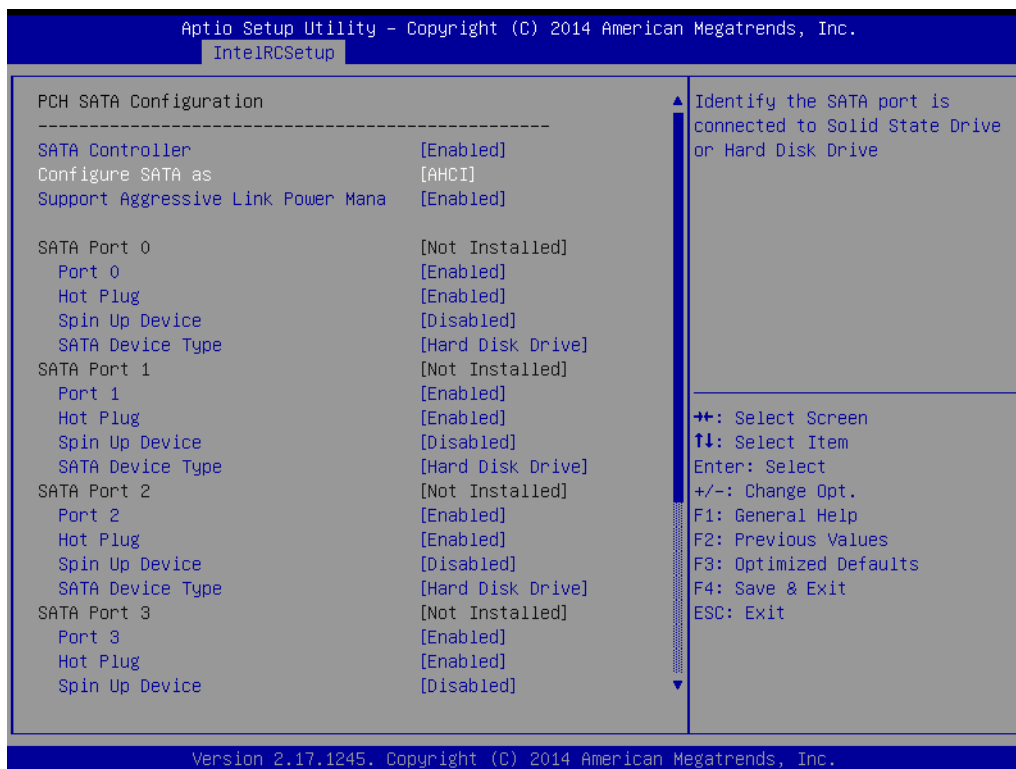 Aptio Setup Utility – Copyright (C) 2014 American Megatrends, Inc.
IntelRCSetup
PCH SATA Configuration
--------------------------------------------------
SATA Controller [Enabled]
Configure SATA as [AHCI]
Support Aggressive Link Power Mana [Enabled]
SATA Port 0 [Not Installed]
Port 0 [Enabled]
Hot Plug [Enabled]
Spin Up Device [Disabled]
SATA Device Type [Hard Disk Drive]
SATA Port 1 [Not Installed]
Port 1 [Enabled]
Hot Plug [Enabled]
Spin Up Device [Disabled]
SATA Device Type [Hard Disk Drive]
SATA Port 2 [Not Installed]
Port 2 [Enabled]
Hot Plug [Enabled]
Spin Up Device [Disabled]
SATA Device Type [Hard Disk Drive]
SATA Port 3 [Not Installed]
Port 3 [Enabled]
Hot Plug [Enabled]
Spin Up Device [Disabled]
Identify the SATA port is
connected to Solid State Drive
or Hard Disk Drive
→←: Select Screen
↑↓: Select Item
Enter: Select
+/-: Change Opt.
F1: General Help
F2: Previous Values
F3: Optimized Defaults
F4: Save & Exit
ESC: Exit
Version 2.17.1245. Copyright (C) 2014 American Megatrends, Inc.